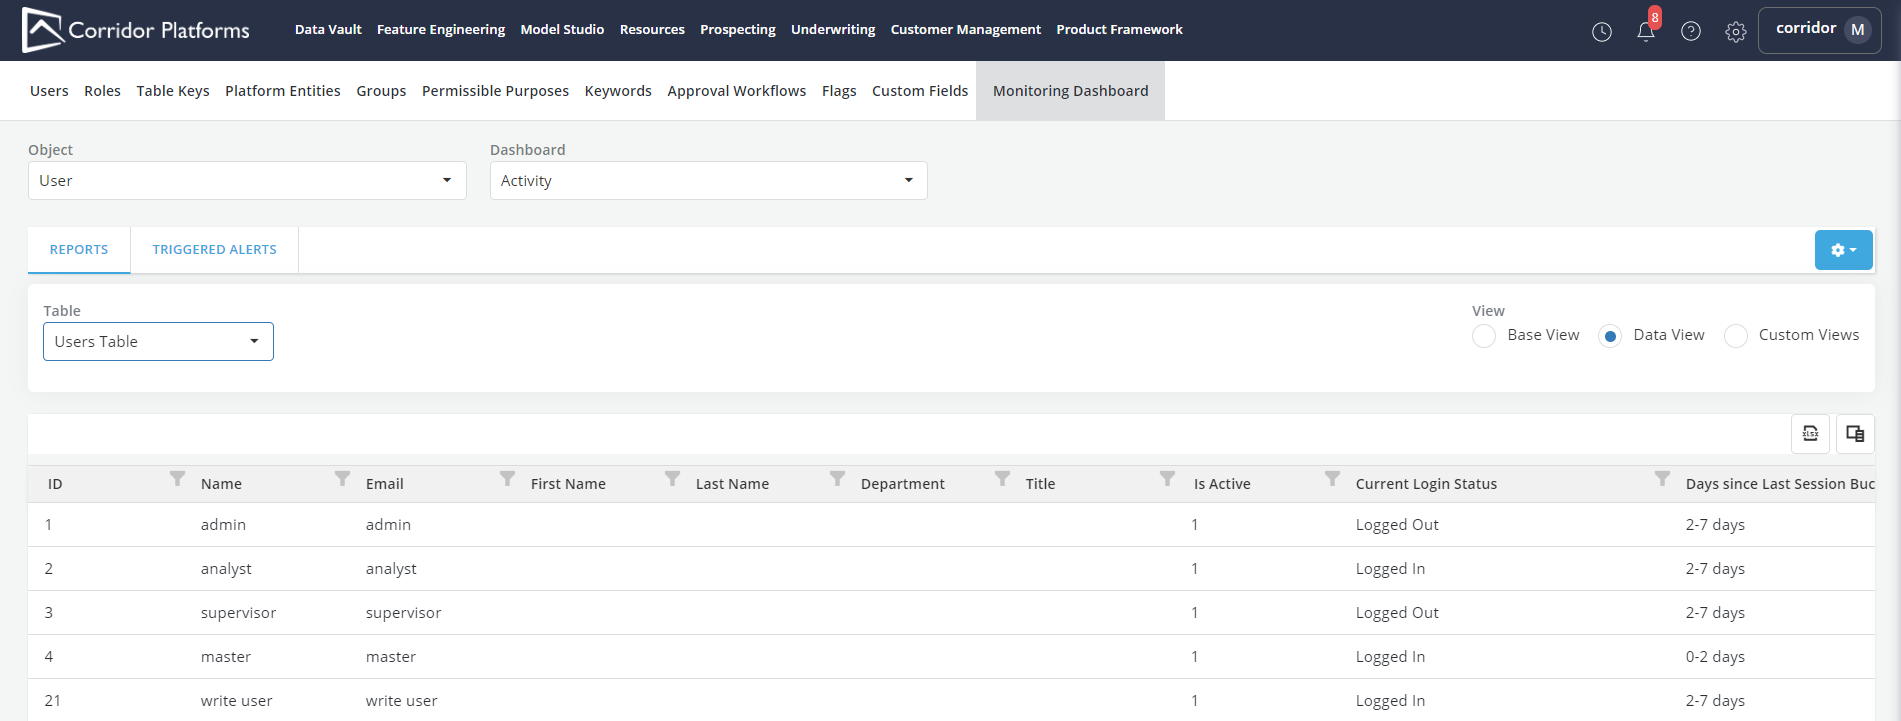 Corridor Platforms
Data Vault Feature Engineering Model Studio Resources Prospecting Underwriting Customer Management Product Framework
8
?
corridor M
Users Roles Table Keys Platform Entities Groups Permissible Purposes Keywords Approval Workflows Flags Custom Fields Monitoring Dashboard
Object Dashboard
User Activity
REPORTS TRIGGERED ALERTS
Table View
Users Table Base View Data View Custom Views
xlsx
ID Name Email First Name Last Name Department Title Is Active Current Login Status Days since Last Session Buc
1 admin admin 1 Logged Out 2-7 days
2 analyst analyst 1 Logged In 2-7 days
3 supervisor supervisor 1 Logged Out 2-7 days
4 master master 1 Logged In 0-2 days
21 write user write user 1 Logged In 2-7 days